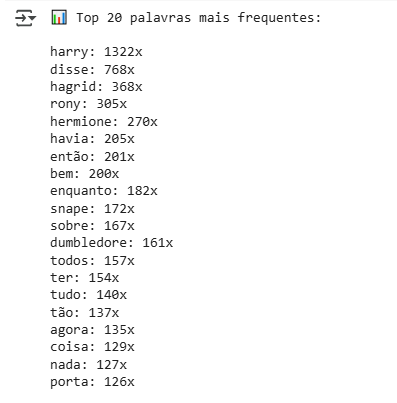 📊 Top 20 palavras mais frequentes:
harry: 1322x
disse: 768x
hagrid: 368x
rony: 305x
hermione: 270x
havia: 205x
então: 201x
bem: 200x
enquanto: 182x
snape: 172x
sobre: 167x
dumbledore: 161x
todos: 157x
ter: 154x
tudo: 140x
tão: 137x
agora: 135x
coisa: 129x
nada: 127x
porta: 126x